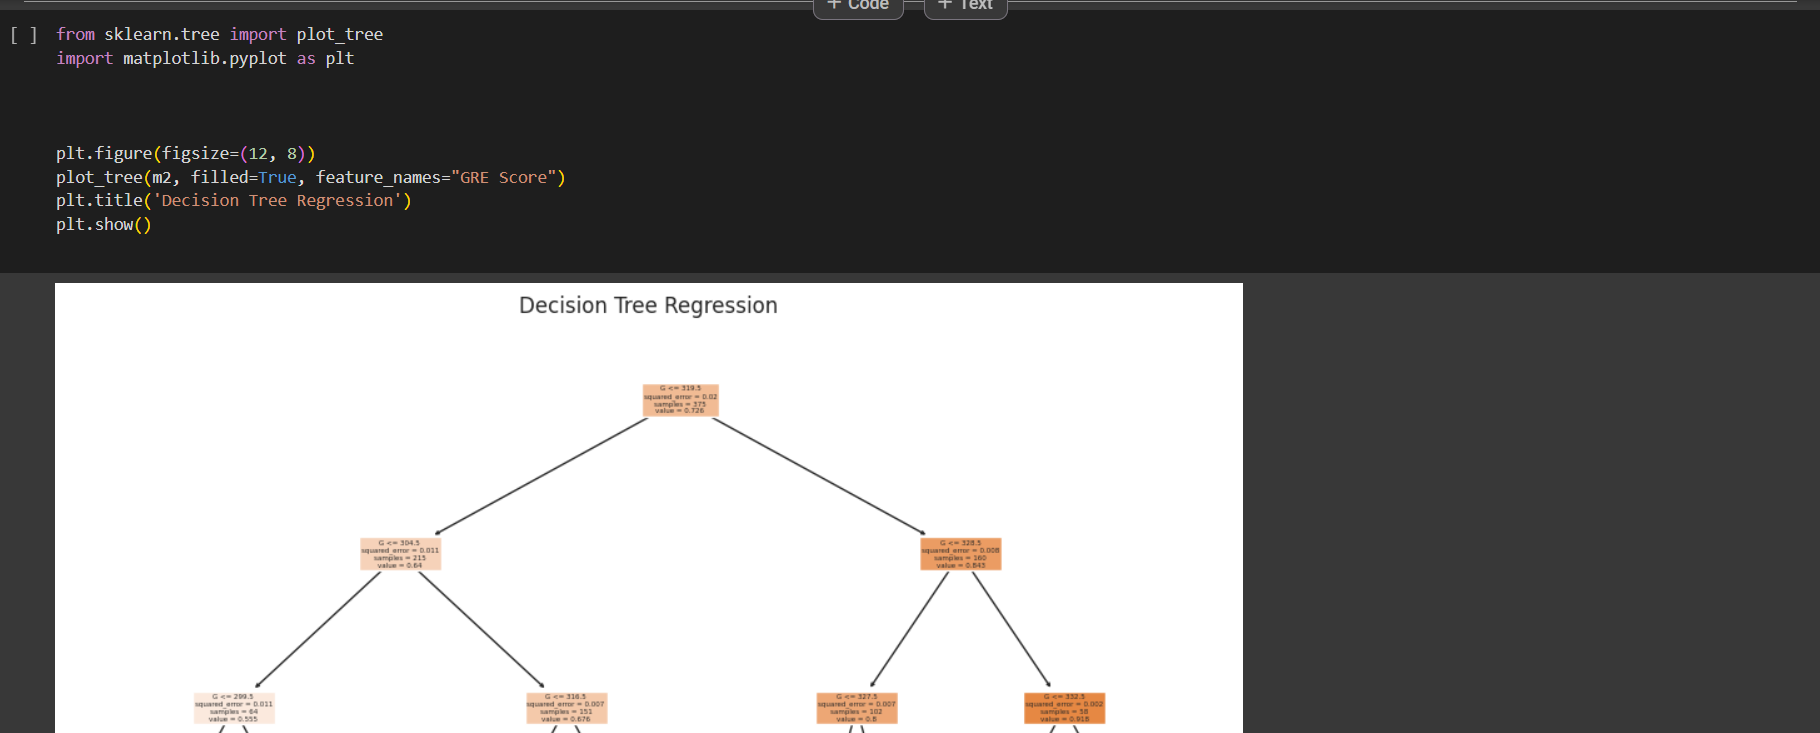 + Code + Text
[ ] from sklearn.tree import plot_tree
import matplotlib.pyplot as plt
plt.figure(figsize=(12, 8))
plot_tree(m2, filled=True, feature_names="GRE Score")
plt.title('Decision Tree Regression')
plt.show()
Decision Tree Regression
G <= 319.5
squared_error = 0.02
samples = 375
value = 0.726
G <= 304.5
squared_error = 0.011
samples = 215
value = 0.64
G <= 328.5
squared_error = 0.008
samples = 160
value = 0.843
G <= 299.5
squared_error = 0.011
samples = 64
value = 0.555
G <= 316.5
squared_error = 0.007
samples = 151
value = 0.676
G <= 327.5
squared_error = 0.007
samples = 102
value = 0.8
G <= 332.5
squared_error = 0.002
samples = 58
value = 0.918